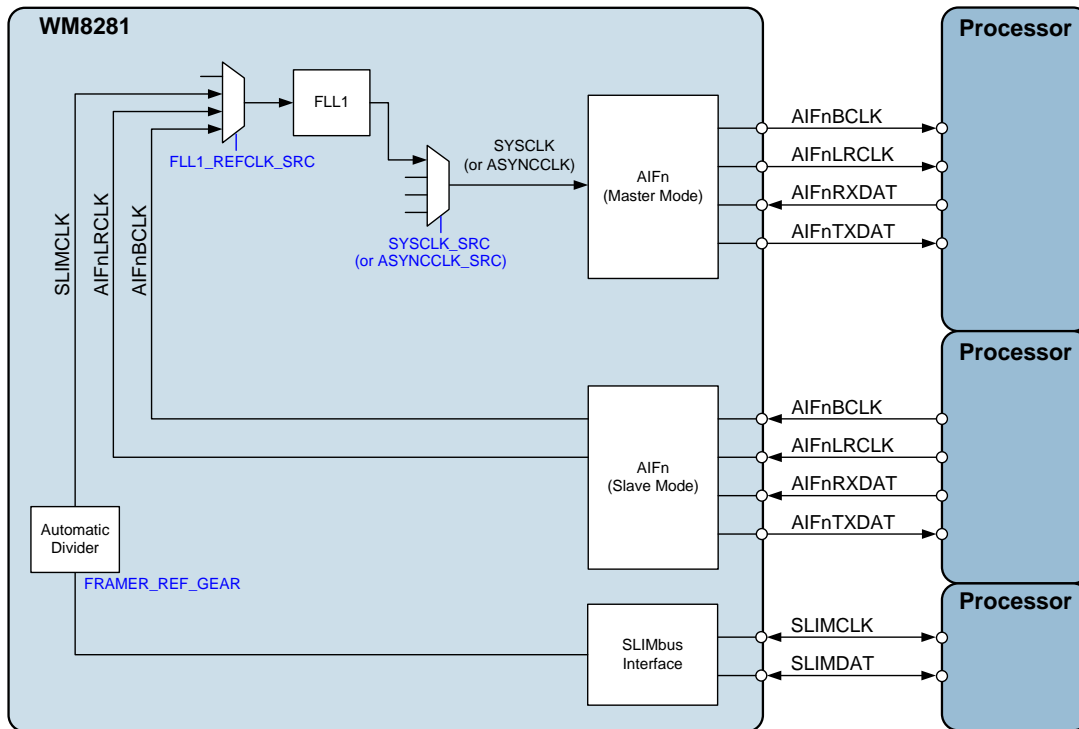 WM8281
Processor
FLL1
FLL1_REFCLK_SRC
SYSCLK
(or ASYNCCLK)
SYSCLK_SRC
(or ASYNCCLK_SRC)
AIFn
(Master Mode)
AIFnBCLK
AIFnLRCLK
AIFnRXDAT
AIFnTXDAT
SLIMCLK
AIFnLRCLK
AIFnBCLK
Processor
AIFn
(Slave Mode)
AIFnBCLK
AIFnLRCLK
AIFnRXDAT
AIFnTXDAT
Automatic
Divider
FRAMER_REF_GEAR
Processor
SLIMbus
Interface
SLIMCLK
SLIMDAT